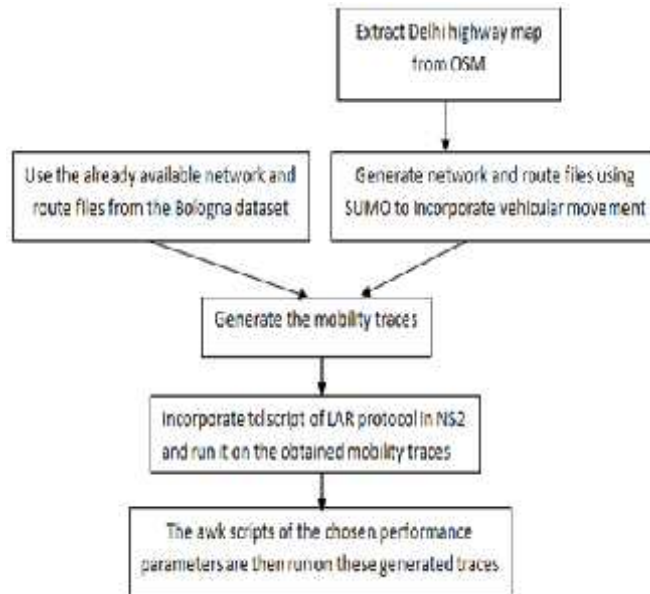 Extract Delhi highway map
from OSM
Use the already available network and
route files from the Bologna dataset
Generate network and route files using
SUMO to incorporate vehicular movement
Generate the mobility traces
Incorporate tcl script of LAR protocol in NS2
and run it on the obtained mobility traces
The awk scripts of the chosen performance
parameters are then run on these generated traces